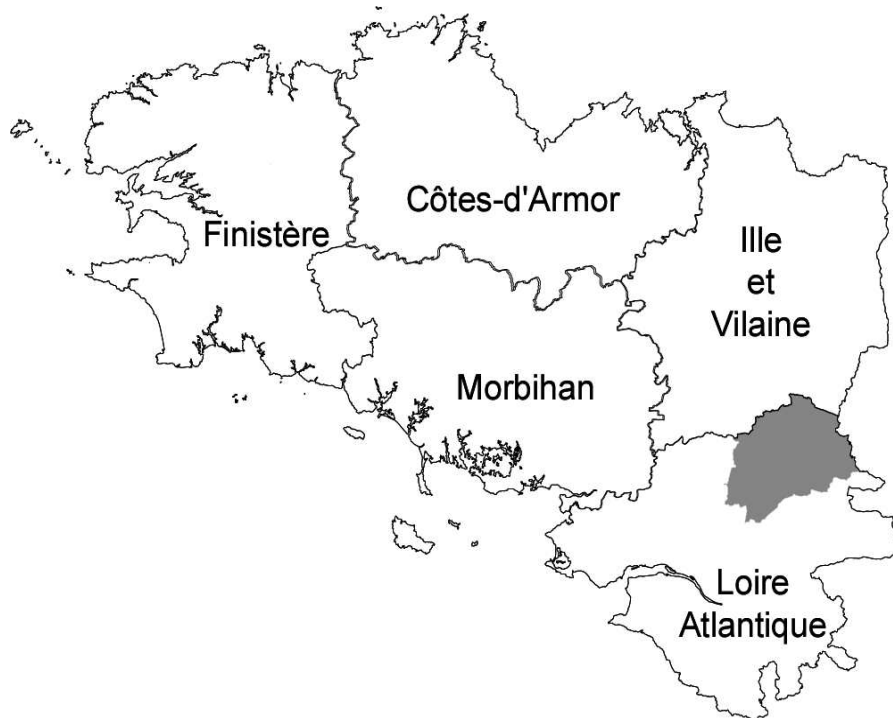 Côtes-d'Armor
Finistère
Ille
et
Vilaine
Morbihan
Loire
Atlantique